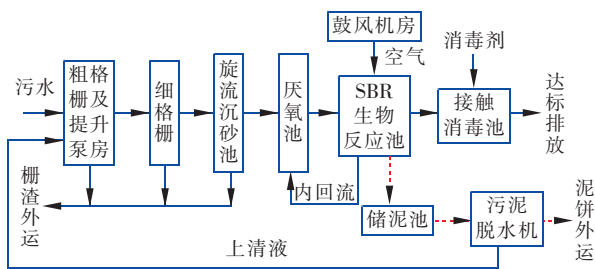 鼓风机房
空气
消毒剂
污水
粗格
栅及
提升
泵房
细格栅
旋流沉砂池
厌氧池
SBR
生物
反应池
接触
消毒池
达标排放
栅渣外运
内回流
储泥池
污泥
脱水机
泥饼外运
上清液